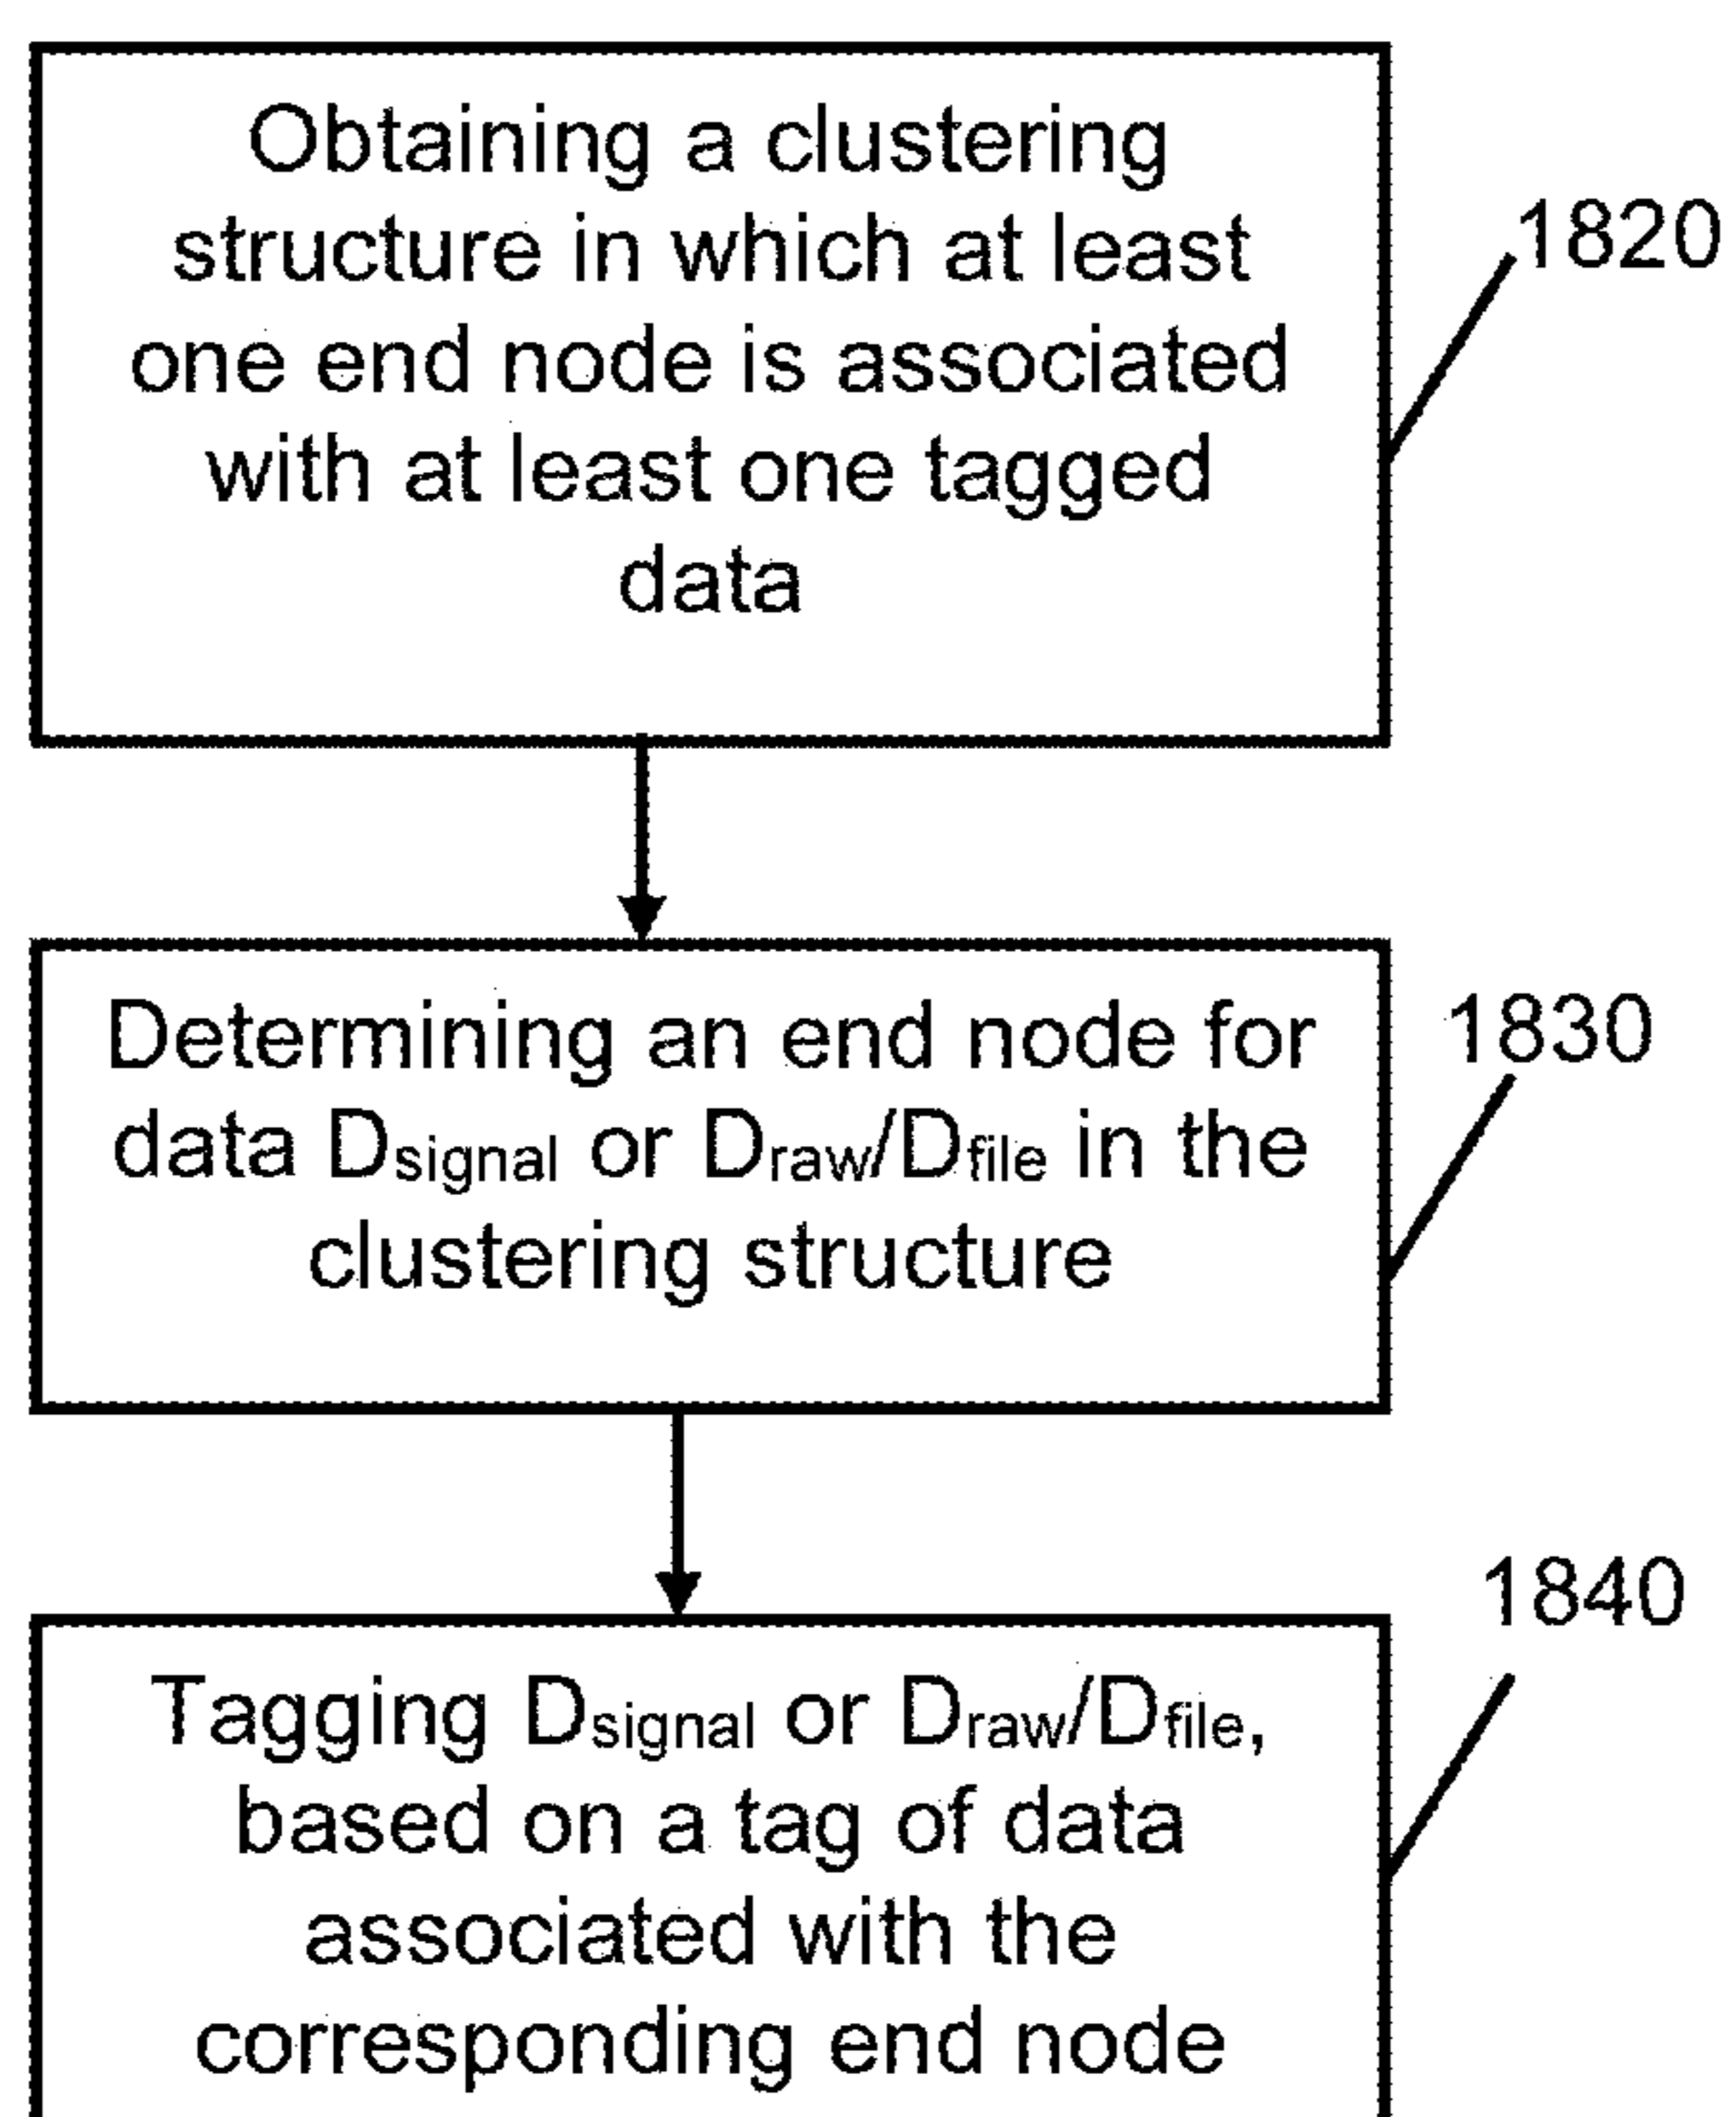 Obtaining a clustering
structure in which at least
one end node is associated
with at least one tagged
data
1820
Determining an end node for
data Dsignal or Draw/Dfile in the
clustering structure
1830
Tagging Dsignal or Draw/Dfile,
based on a tag of data
associated with the
corresponding end node
1840